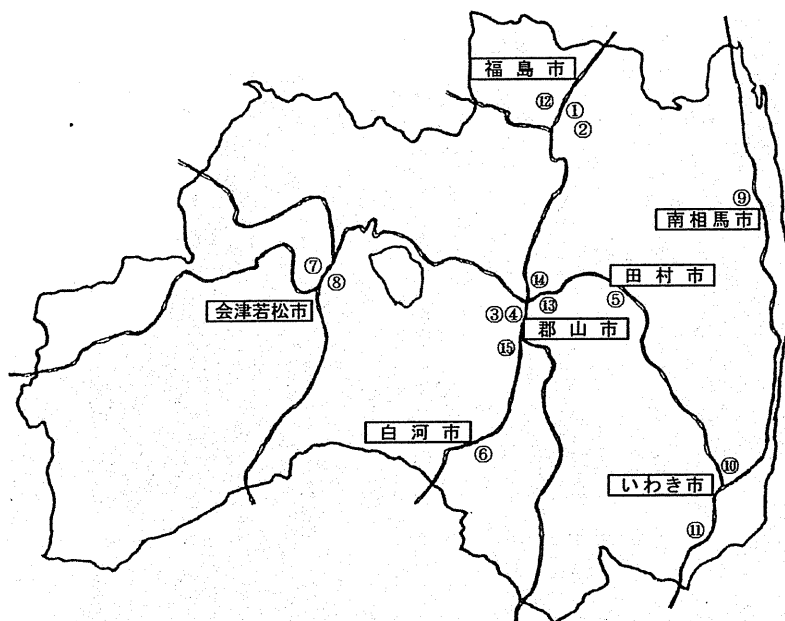 福島市
⑫
①
②
⑨
南相馬市
⑦
⑧
会津若松市
⑭
田村市
⑬
⑤
③④
郡山市
⑮
白河市
⑥
⑩
いわき市
⑪